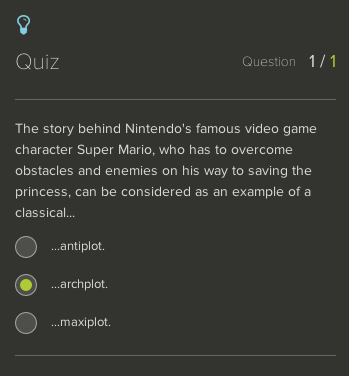 Quiz
Question 1 / 1
The story behind Nintendo's famous video game
character Super Mario, who has to overcome
obstacles and enemies on his way to saving the
princess, can be considered as an example of a
classical...
...antiplot.
...archplot.
...maxiplot.